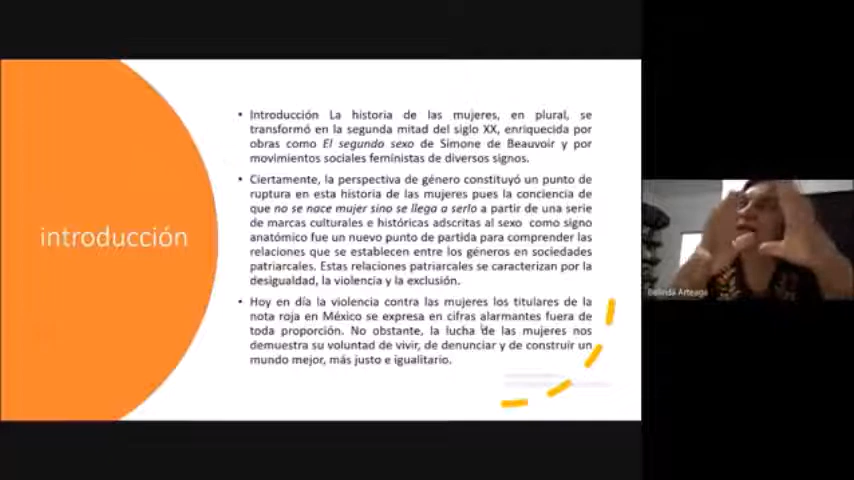 introducción
• Introducción La historia de las mujeres, en plural, se
transformó en la segunda mitad del siglo XX, enriquecida por
obras como El segundo sexo de Simone de Beauvoir y por
movimientos sociales feministas de diversos signos.
• Ciertamente, la perspectiva de género constituyó un punto de
ruptura en esta historia de las mujeres pues la conciencia de
que no se nace mujer sino se llega a serlo a partir de una serie
de marcas culturales e históricas adscritas al sexo como signo
anatómico fue un nuevo punto de partida para comprender las
relaciones que se establecen entre los géneros en sociedades
patriarcales. Estas relaciones patriarcales se caracterizan por la
desigualdad, la violencia y la exclusión.
• Hoy en día la violencia contra las mujeres los titulares de la
nota roja en México se expresa en cifras alarmantes fuera de
toda proporción. No obstante, la lucha de las mujeres nos
demuestra su voluntad de vivir, de denunciar y de construir un
mundo mejor, más justo e igualitario.
Belinda Arteaga